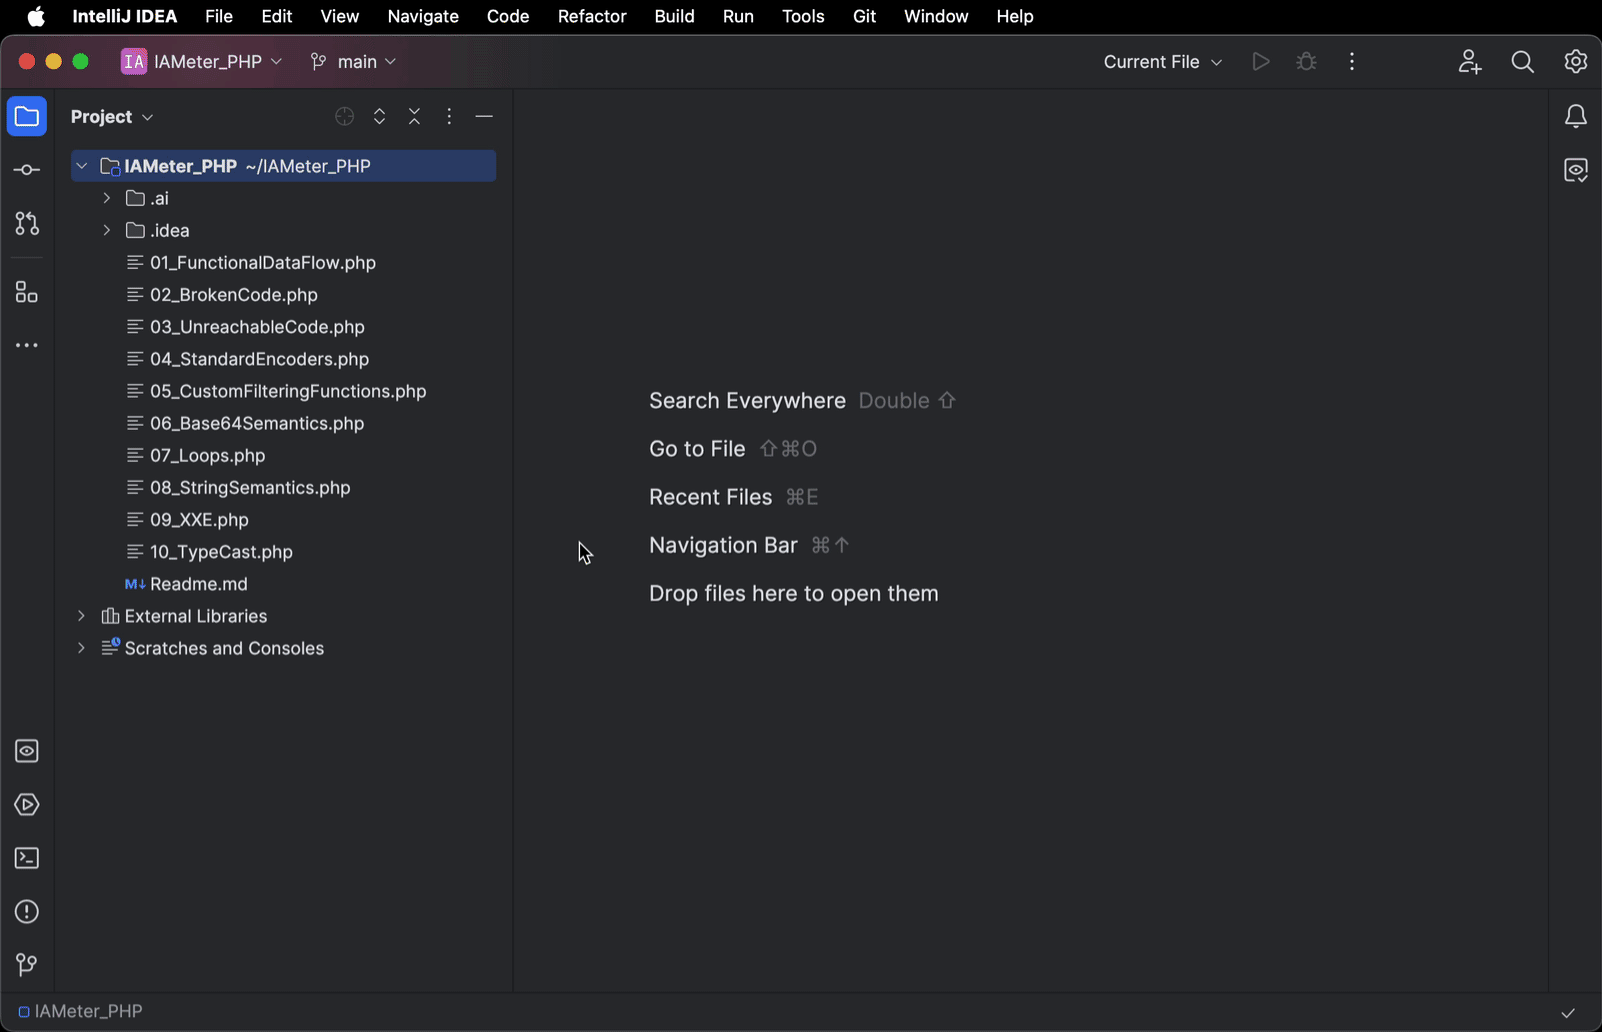 IntelliJ IDEA File Edit View Navigate Code Refactor Build Run Tools Git Window Help
IA IAMeter_PHP main Current File
Project
IAMeter_PHP ~/IAMeter_PHP
.ai
.idea
01_FunctionalDataFlow.php
02_BrokenCode.php
03_UnreachableCode.php
04_StandardEncoders.php
05_CustomFilteringFunctions.php
06_Base64Semantics.php
07_Loops.php
08_StringSemantics.php
09_XXE.php
10_TypeCast.php
M↓ Readme.md
External Libraries
Scratches and Consoles
Search Everywhere Double ⇧
Go to File ⇧⌘O
Recent Files ⌘E
Navigation Bar ⌘↑
Drop files here to open them
IAMeter_PHP